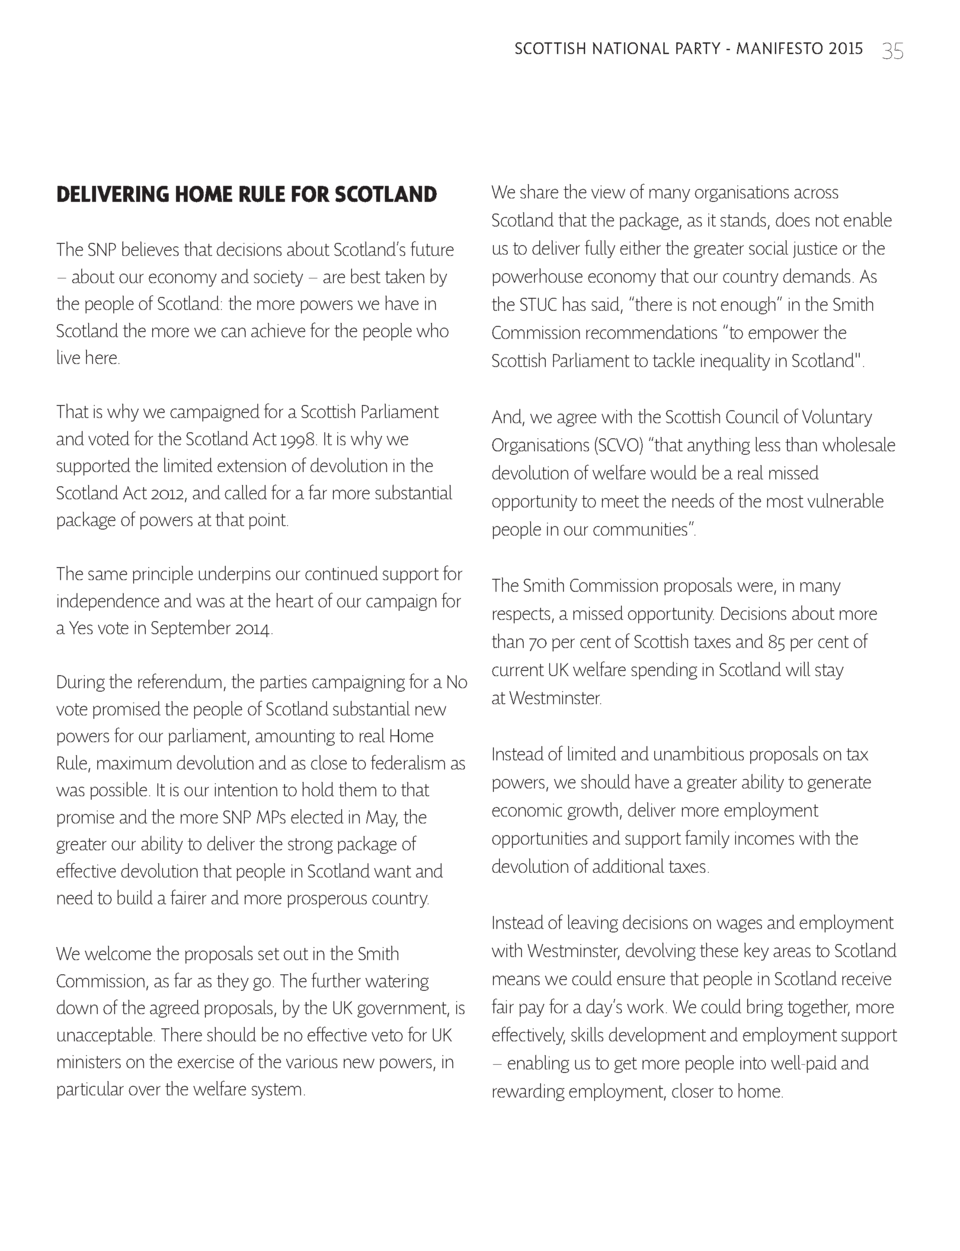 SCOTTISH NATIONAL PARTY - MANIFESTO 2015 35
DELIVERING HOME RULE FOR SCOTLAND
The SNP believes that decisions about Scotland’s future
– about our economy and society – are best taken by
the people of Scotland: the more powers we have in
Scotland the more we can achieve for the people who
live here.
That is why we campaigned for a Scottish Parliament
and voted for the Scotland Act 1998. It is why we
supported the limited extension of devolution in the
Scotland Act 2012, and called for a far more substantial
package of powers at that point.
The same principle underpins our continued support for
independence and was at the heart of our campaign for
a Yes vote in September 2014.
During the referendum, the parties campaigning for a No
vote promised the people of Scotland substantial new
powers for our parliament, amounting to real Home
Rule, maximum devolution and as close to federalism as
was possible. It is our intention to hold them to that
promise and the more SNP MPs elected in May, the
greater our ability to deliver the strong package of
effective devolution that people in Scotland want and
need to build a fairer and more prosperous country.
We welcome the proposals set out in the Smith
Commission, as far as they go. The further watering
down of the agreed proposals, by the UK government, is
unacceptable. There should be no effective veto for UK
ministers on the exercise of the various new powers, in
particular over the welfare system.
We share the view of many organisations across
Scotland that the package, as it stands, does not enable
us to deliver fully either the greater social justice or the
powerhouse economy that our country demands. As
the STUC has said, “there is not enough“ in the Smith
Commission recommendations “to empower the
Scottish Parliament to tackle inequality in Scotland".
And, we agree with the Scottish Council of Voluntary
Organisations (SCVO) “that anything less than wholesale
devolution of welfare would be a real missed
opportunity to meet the needs of the most vulnerable
people in our communities“.
The Smith Commission proposals were, in many
respects, a missed opportunity. Decisions about more
than 70 per cent of Scottish taxes and 85 per cent of
current UK welfare spending in Scotland will stay
at Westminster.
Instead of limited and unambitious proposals on tax
powers, we should have a greater ability to generate
economic growth, deliver more employment
opportunities and support family incomes with the
devolution of additional taxes.
Instead of leaving decisions on wages and employment
with Westminster, devolving these key areas to Scotland
means we could ensure that people in Scotland receive
fair pay for a day’s work. We could bring together, more
effectively, skills development and employment support
– enabling us to get more people into well-paid and
rewarding employment, closer to home.